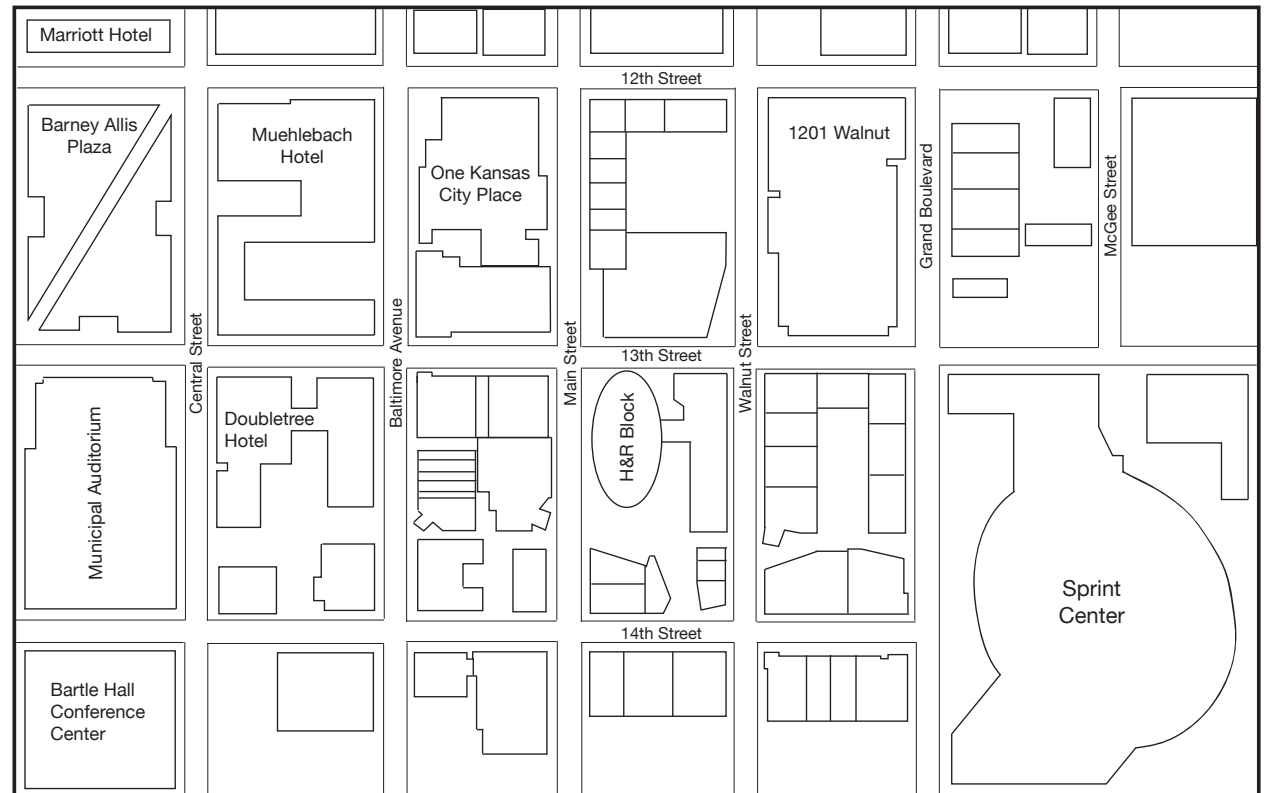 Marriott Hotel
12th Street
Barney Allis
Plaza
Muehlebach
Hotel
One Kansas
City Place
1201 Walnut
Grand Boulevard
McGee Street
Central Street
Baltimore Avenue
Main Street
13th Street
Walnut Street
Municipal Auditorium
Doubletree
Hotel
H&R Block
Sprint
Center
14th Street
Bartle Hall
Conference
Center